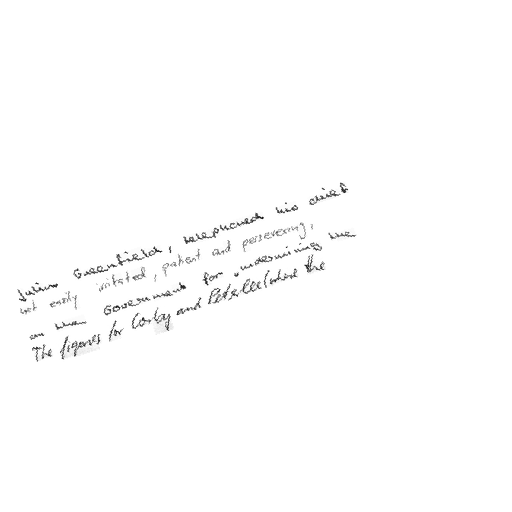 Julian Greenfield, telephoned his chief
not easily irritated, patient and persevering,
on the Government for undermining the
The figures for Corby and Peterlee (where the